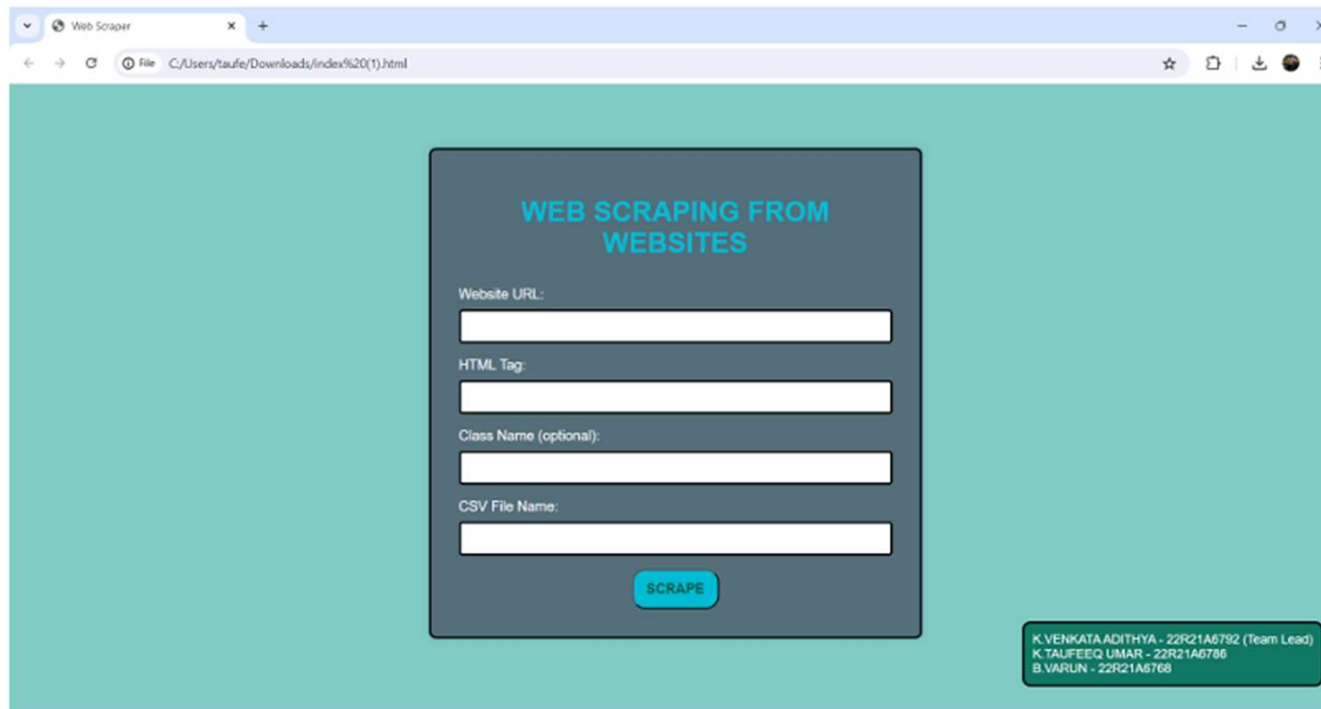 Web Scraper
File C:/Users/taufe/Downloads/index%20(1).html
WEB SCRAPING FROM
WEBSITES
Website URL:
HTML Tag:
Class Name (optional):
CSV File Name:
SCRAPE
K.VENKATA ADITHYA - 22R21A6792 (Team Lead)
K.TAUFEEQ UMAR - 22R21A6786
B.VARUN - 22R21A6768